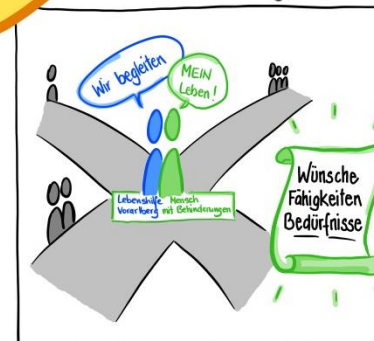 Wir begleiten
MEIN
Leben!
Lebenshilfe Mensch
Vorarlberg mit Behinderungen
Wünsche
Fähigkeiten
Bedürfnisse